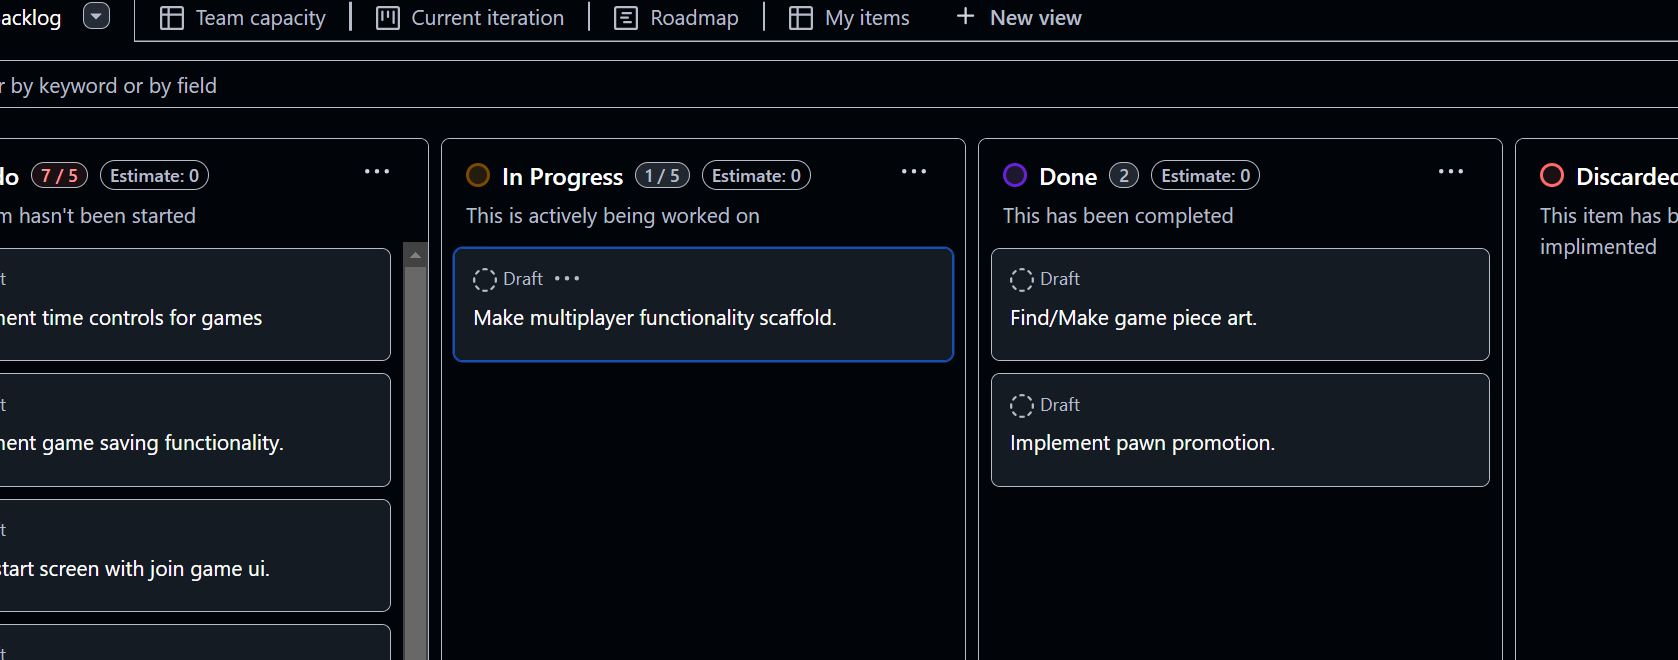 acklog Team capacity Current iteration Roadmap My items + New view
r by keyword or by field
do 7 / 5 Estimate: 0 ...
m hasn't been started
t
nent time controls for games
t
nent game saving functionality.
t
start screen with join game ui.
t
In Progress 1 / 5 Estimate: 0 ...
This is actively being worked on
Draft ...
Make multiplayer functionality scaffold.
Done 2 Estimate: 0 ...
This has been completed
Draft
Find/Make game piece art.
Draft
Implement pawn promotion.
Discarded
This item has b
implimented